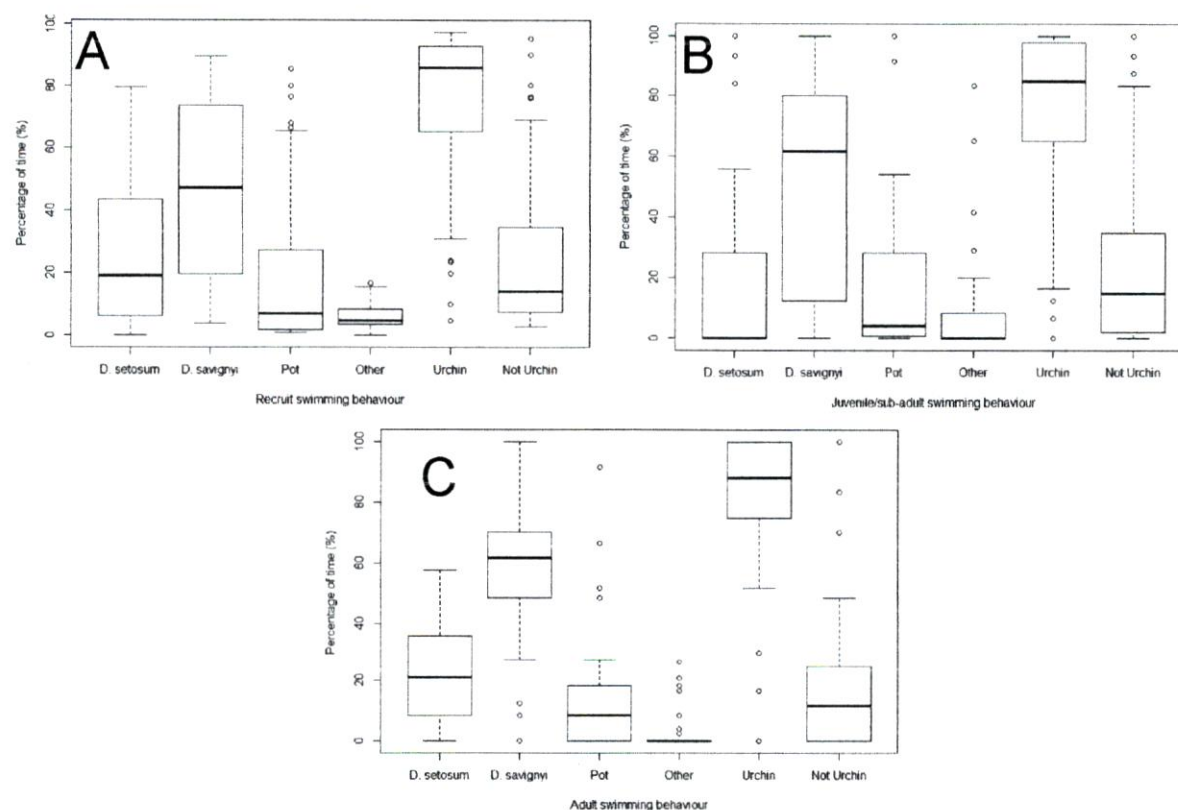 A
Percentage of time (%)
100
80
60
40
20
0
D. setosum D. savignyi Pot Other Urchin Not Urchin
Recruit swimming behaviour
B
Percentage of time (%)
100
80
60
40
20
0
D. setosum D. savignyi Pot Other Urchin Not Urchin
Juvenile/sub-adult swimming behaviour
C
Percentage of time (%)
100
80
60
40
20
0
D. setosum D. savignyi Pot Other Urchin Not Urchin
Adult swimming behaviour